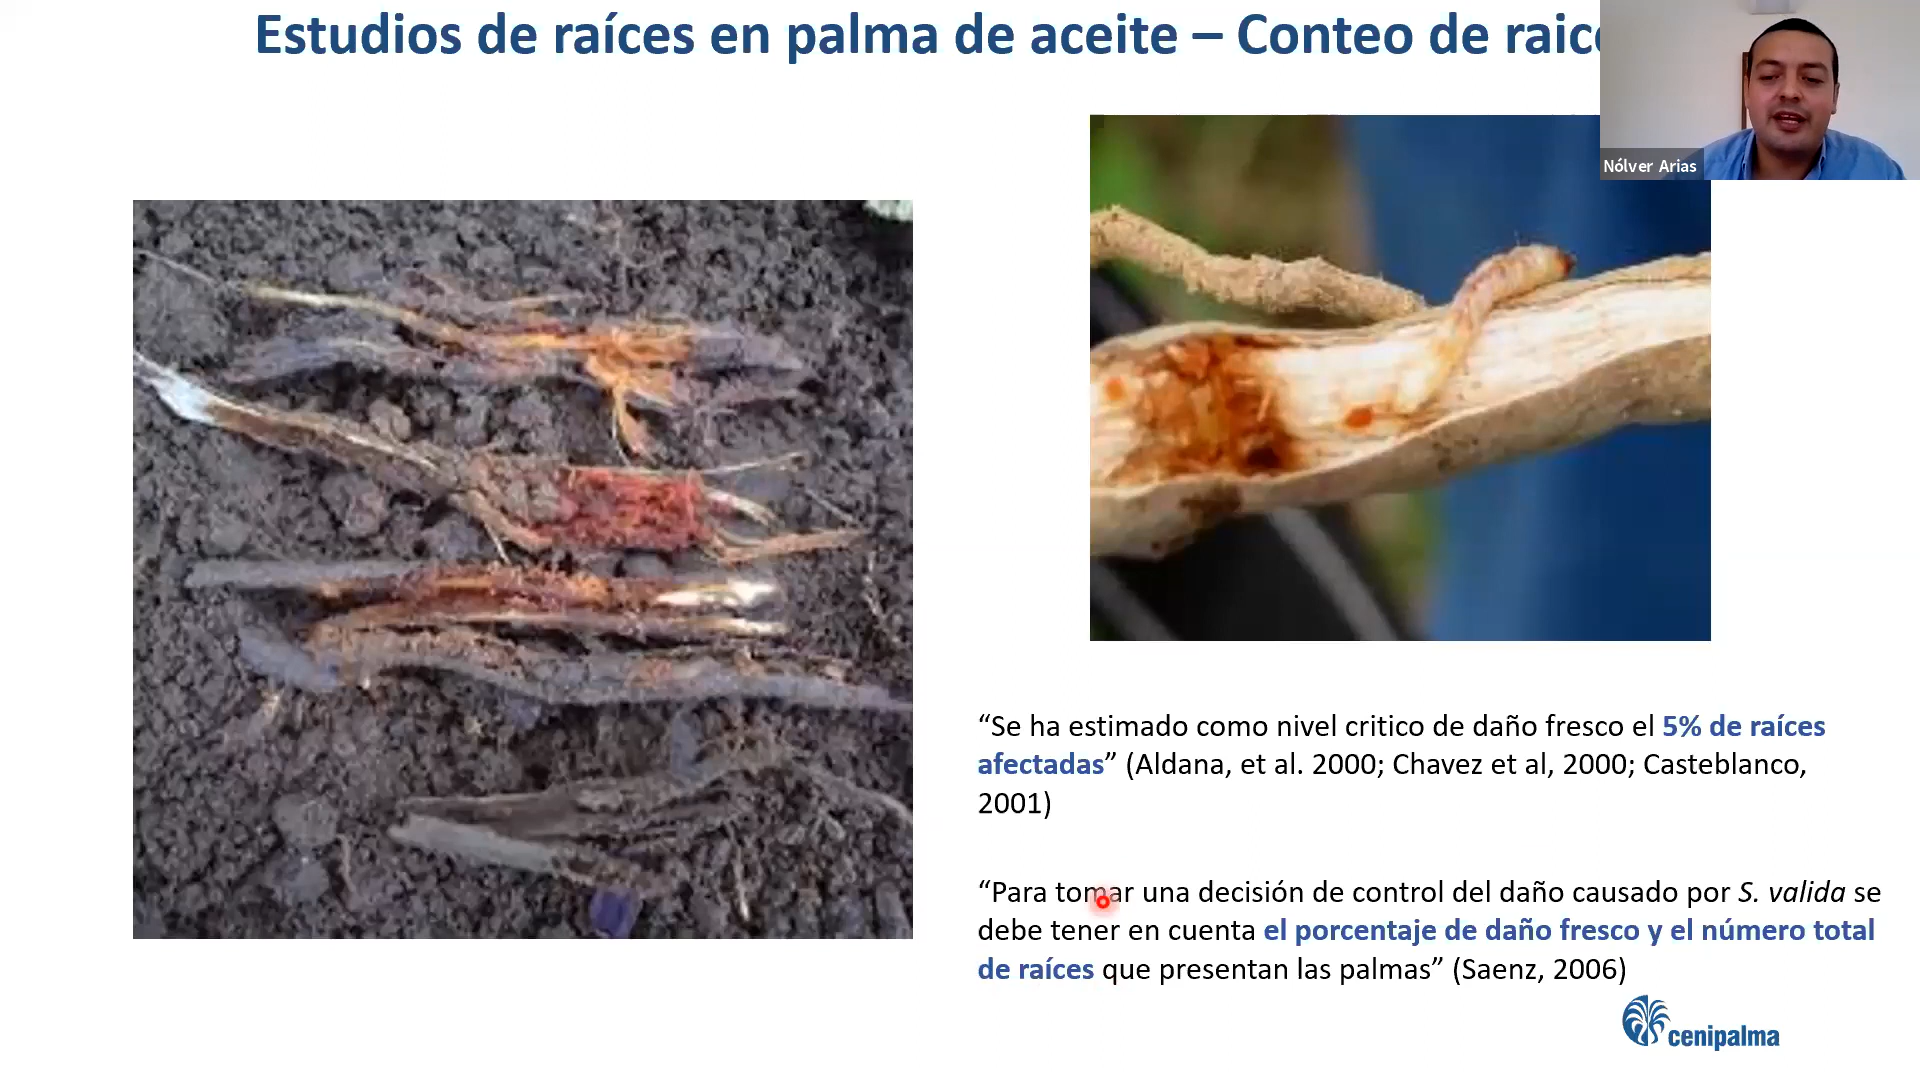 Estudios de raíces en palma de aceite – Conteo de raic
Nólver Arias
“Se ha estimado como nivel critico de daño fresco el 5% de raíces
afectadas” (Aldana, et al. 2000; Chavez et al, 2000; Casteblanco,
2001)
“Para tomar una decisión de control del daño causado por S. valida se
debe tener en cuenta el porcentaje de daño fresco y el número total
de raíces que presentan las palmas” (Saenz, 2006)
cenipalma